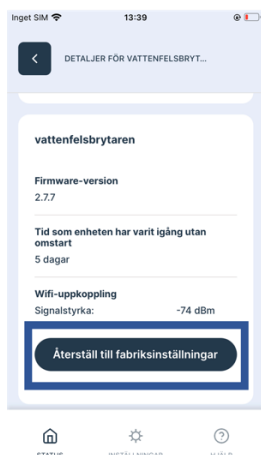 Inget SIM 13:39
DETALJER FÖR VATTENFELSBRYT...
vattenfelsbrytaren
Firmware-version
2.7.7
Tid som enheten har varit igång utan
omstart
5 dagar
Wifi-uppkoppling
Signalstyrka: -74 dBm
Återställ till fabriksinställningar